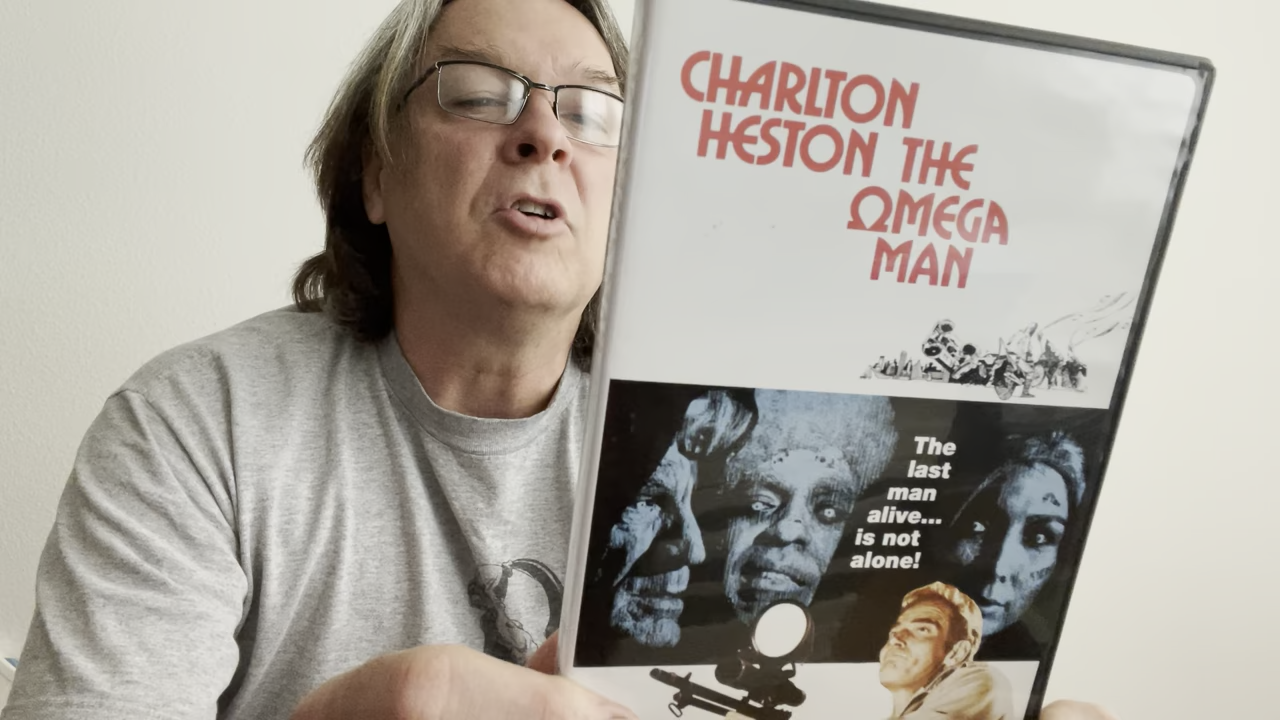 CHARLTON
HESTON THE
ΩMEGA
MAN
The
last
man
alive...
is not
alone!